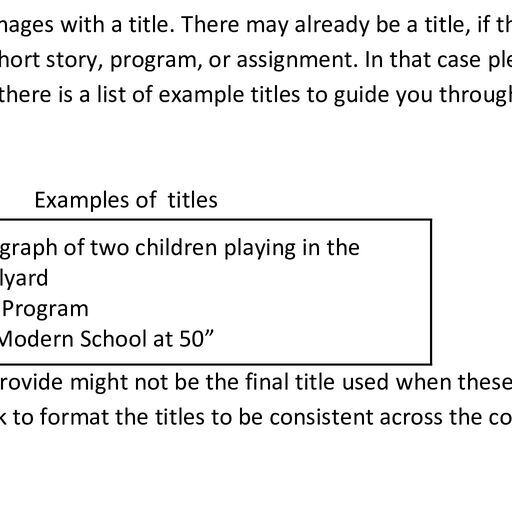 nages with a title. There may already be a title, if th
hort story, program, or assignment. In that case ple
there is a list of example titles to guide you through
Examples of titles
graph of two children playing in the
lyard
Program
Modern School at 50”
rovide might not be the final title used when these
k to format the titles to be consistent across the co